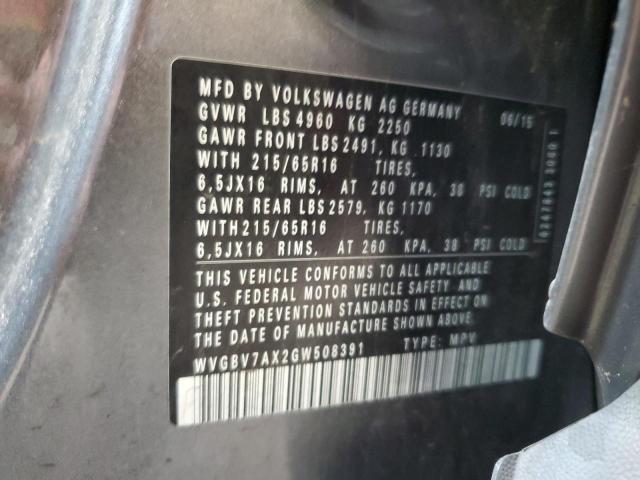 MFD BY VOLKSWAGEN AG GERMANY 06/15
GVWR LBS 4960 KG 2250
GAWR FRONT LBS 2491, KG 1130
WITH 215/65R16 TIRES,
6,5JX16 RIMS, AT 260 KPA, 38 PSI COLD
GAWR REAR LBS 2579, KG 1170
WITH 215/65R16 TIRES,
6,5JX16 RIMS, AT 260 KPA, 38 PSI COLD
THIS VEHICLE CONFORMS TO ALL APPLICABLE
U.S. FEDERAL MOTOR VEHICLE SAFETY AND
THEFT PREVENTION STANDARDS IN EFFECT ON
THE DATE OF MANUFACTURE SHOWN ABOVE.
WVGBV7AX2GW508391 TYPE: MPV